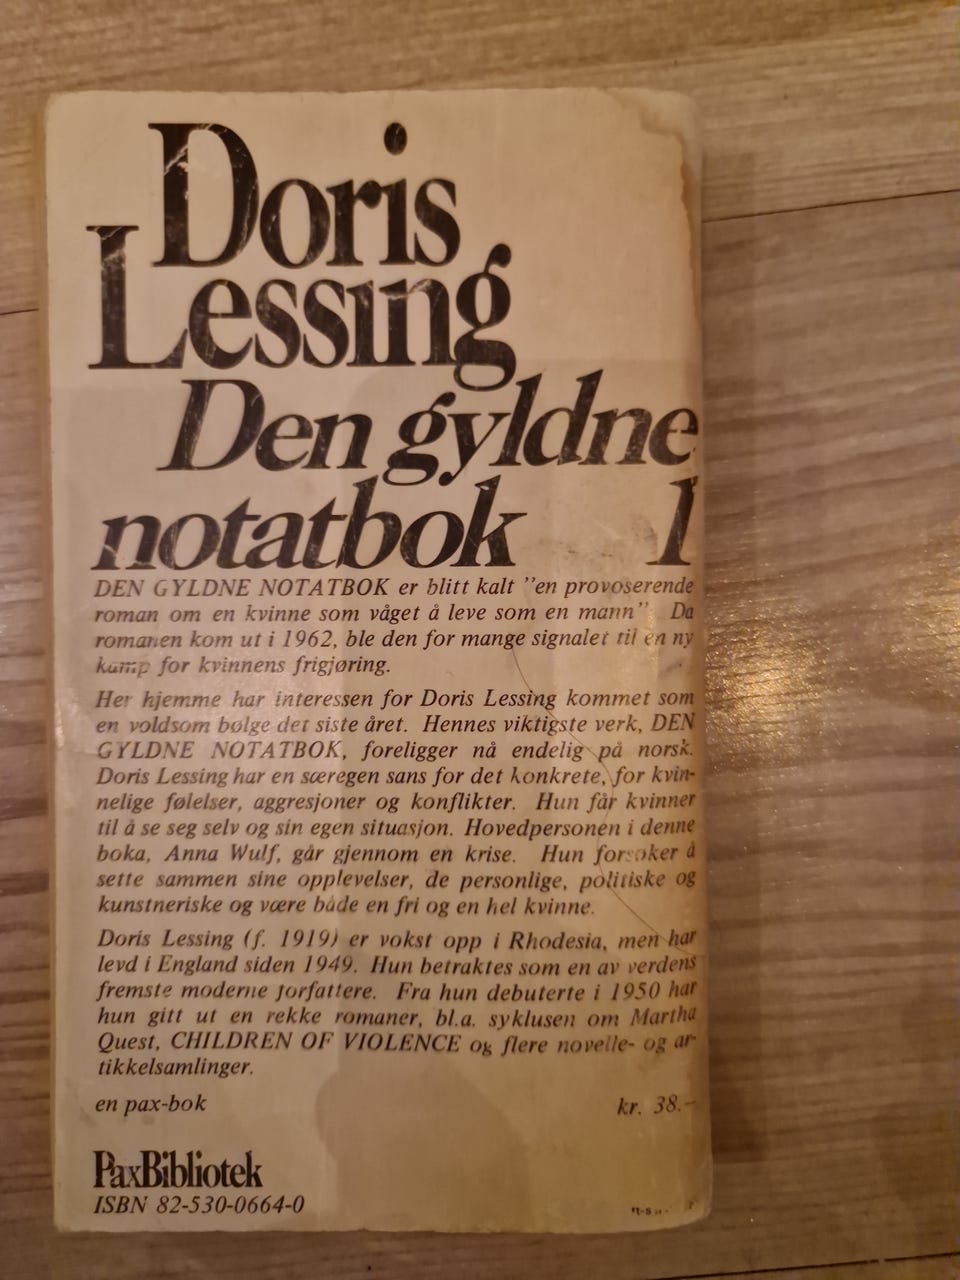 Doris
Lessing
Den gyldne
notatbok 1
DEN GYLDNE NOTATBOK er blitt kalt "en provoserende
roman om en kvinne som våget å leve som en mann". Da
romanen kom ut i 1962, ble den for mange signalet til en ny
kamp for kvinnens frigjøring.
Her hjemme har interessen for Doris Lessing kommet som
en voldsom bølge det siste året. Hennes viktigste verk, DEN
GYLDNE NOTATBOK, foreligger nå endelig på norsk.
Doris Lessing har en særegen sans for det konkrete, for kvin-
nelige følelser, aggresjoner og konflikter. Hun får kvinner
til å se seg selv og sin egen situasjon. Hovedpersonen i denne
boka, Anna Wulf, går gjennom en krise. Hun forsøker å
sette sammen sine opplevelser, de personlige, politiske og
kunstneriske og være både en fri og en hel kvinne.
Doris Lessing (f. 1919) er vokst opp i Rhodesia, men har
levd i England siden 1949. Hun betraktes som en av verdens
fremste moderne forfattere. Fra hun debuterte i 1950 har
hun gitt ut en rekke romaner, bl.a. syklusen om Martha
Quest, CHILDREN OF VIOLENCE og flere novelle- og ar-
tikkelsamlinger.
en pax-bok kr. 38.-
PaxBibliotek
ISBN 82-530-0664-0